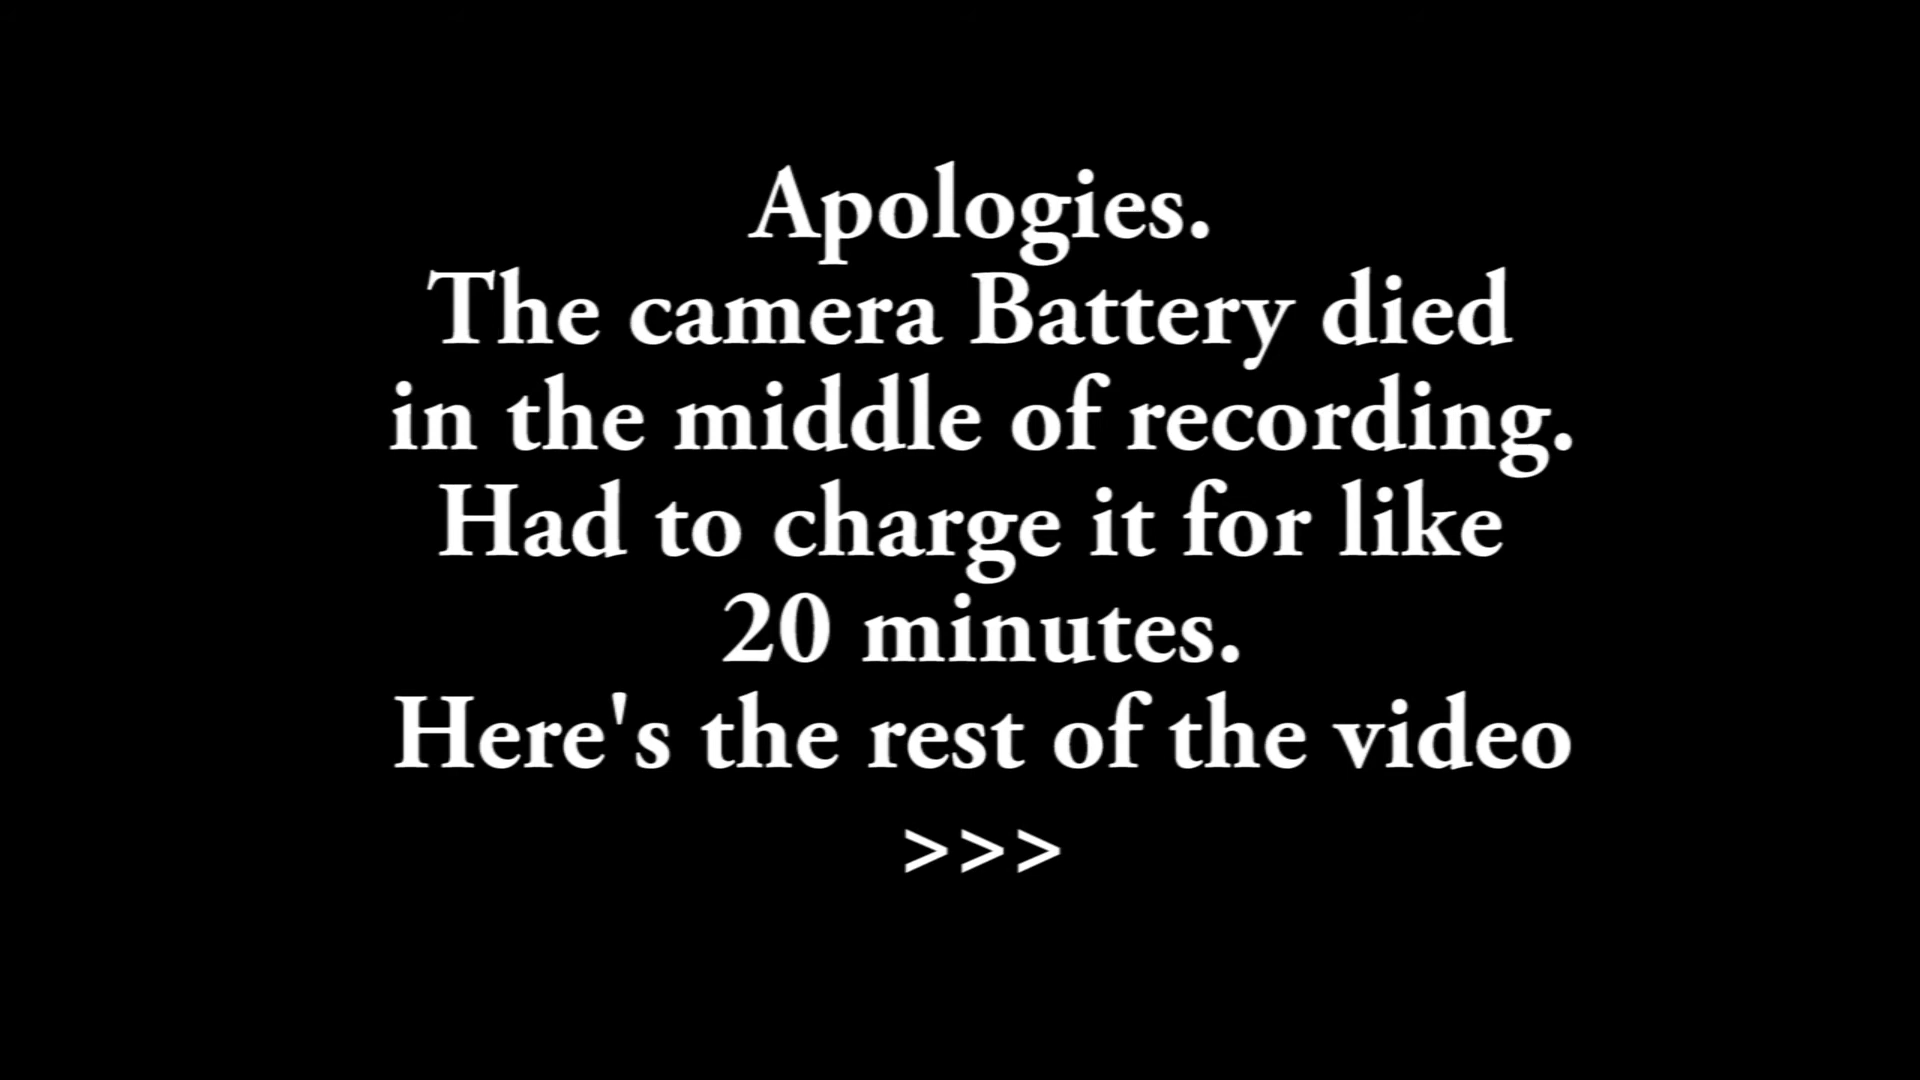 Apologies.
The camera Battery died
in the middle of recording.
Had to charge it for like
20 minutes.
Here's the rest of the video
>>>